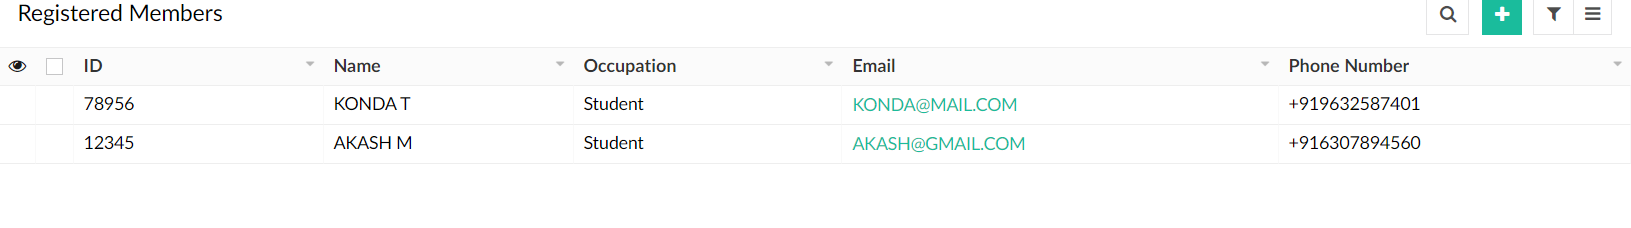 Registered Members
ID Name Occupation Email Phone Number
78956 KONDA T Student KONDA@MAIL.COM +919632587401
12345 AKASH M Student AKASH@GMAIL.COM +916307894560